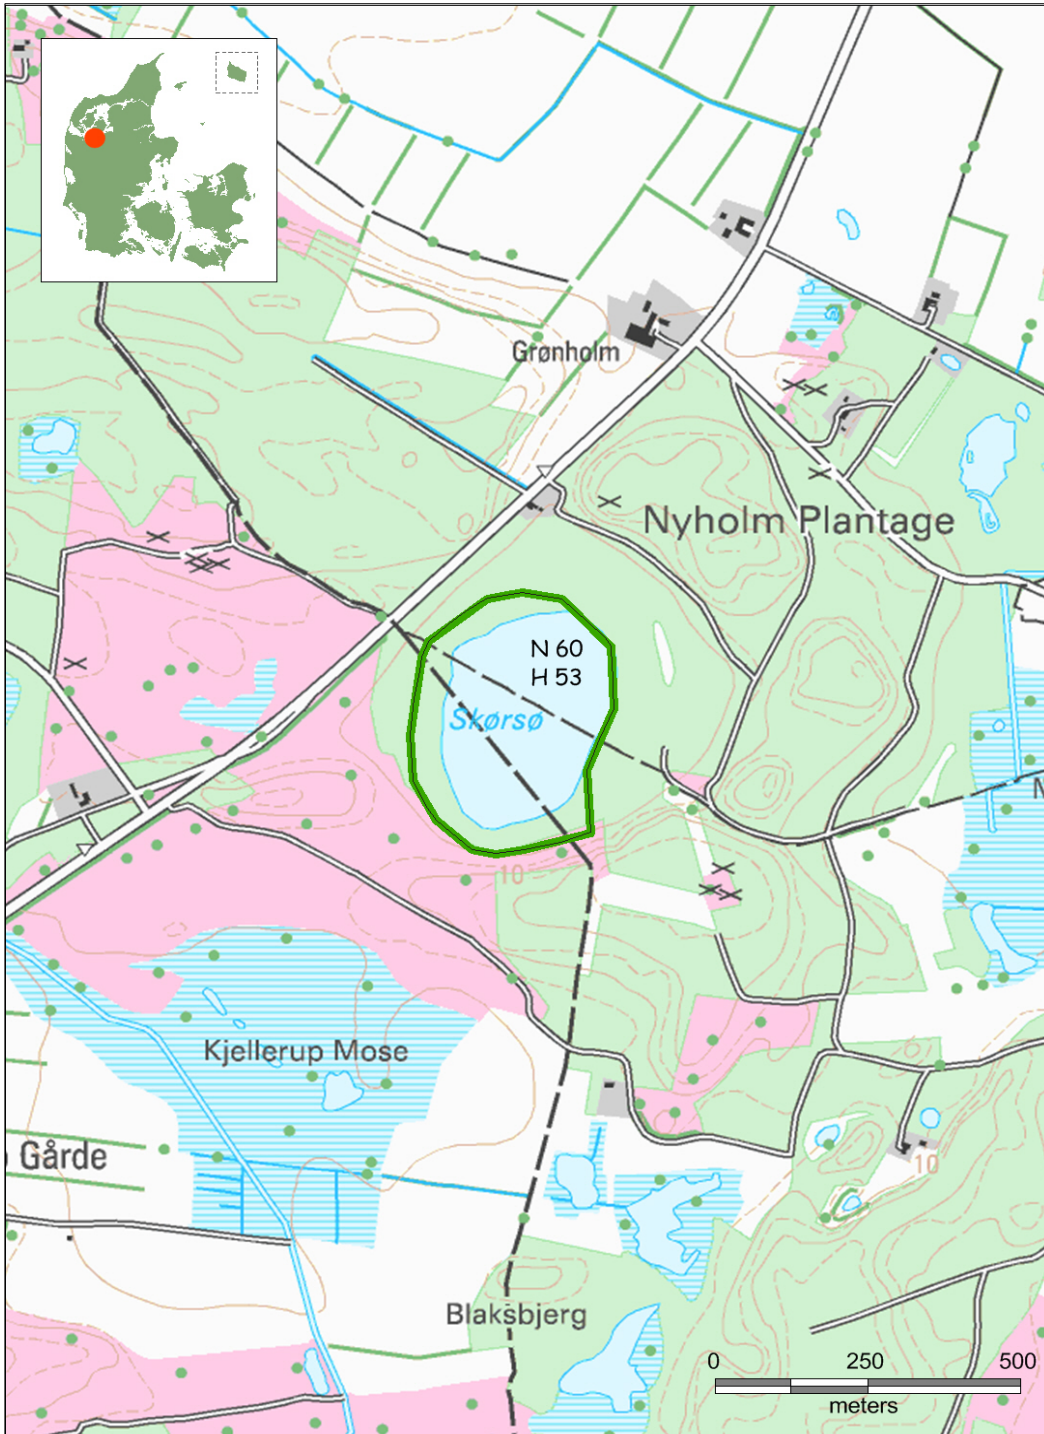 Grønholm
Nyholm Plantage
N 60
H 53
Skørsø
10
Kjellerup Mose
Gårde
10
Blaksbjerg
0 250 500
meters